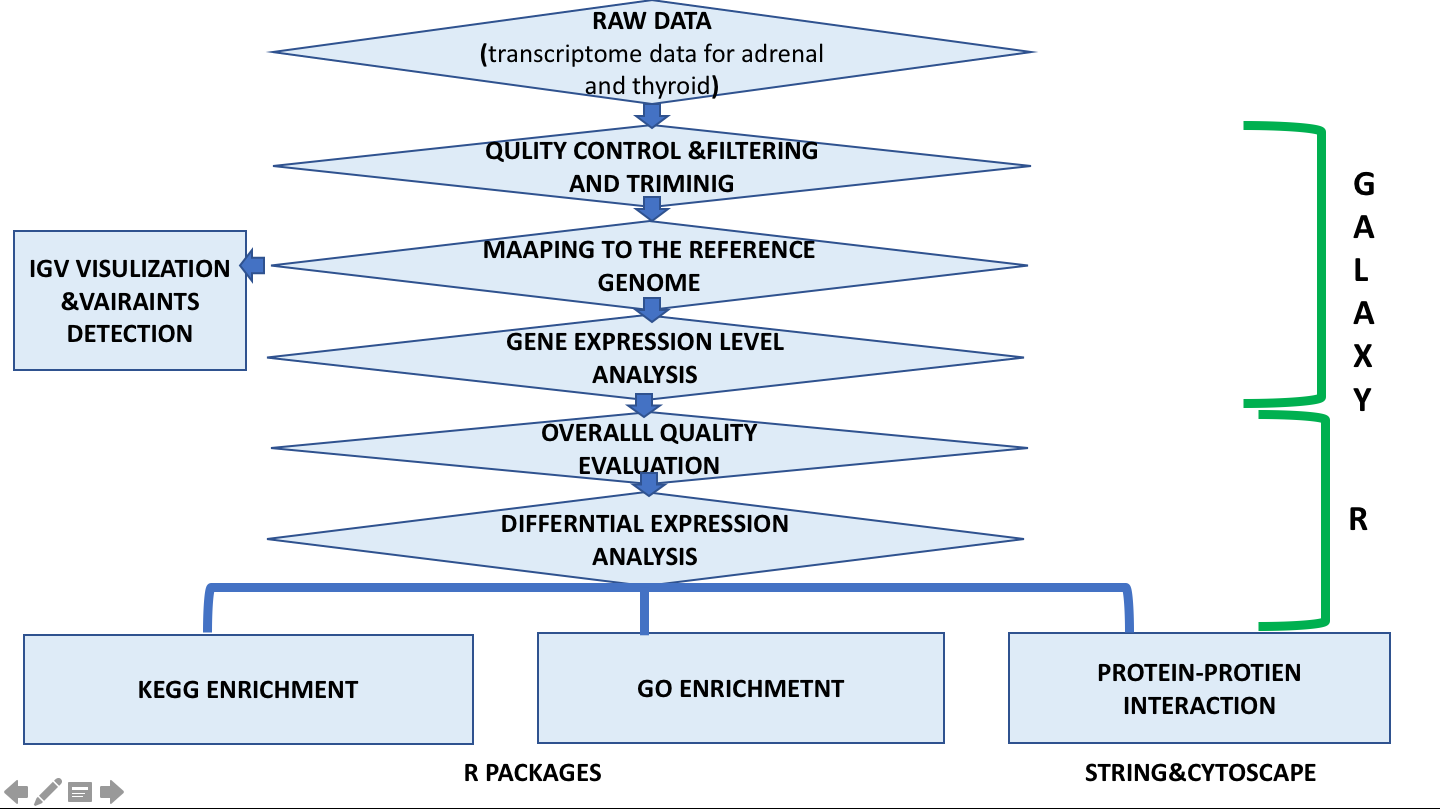 RAW DATA
(transcriptome data for adrenal
and thyroid)
QULITY CONTROL &FILTERING
AND TRIMINIG
MAAPING TO THE REFERENCE
GENOME
IGV VISULIZATION
&VAIRAINTS
DETECTION
GENE EXPRESSION LEVEL
ANALYSIS
OVERALLL QUALITY
EVALUATION
DIFFERNTIAL EXPRESSION
ANALYSIS
G
A
L
A
X
Y
R
KEGG ENRICHMENT
GO ENRICHMETNT
PROTEIN-PROTIEN
INTERACTION
R PACKAGES
STRING&CYTOSCAPE